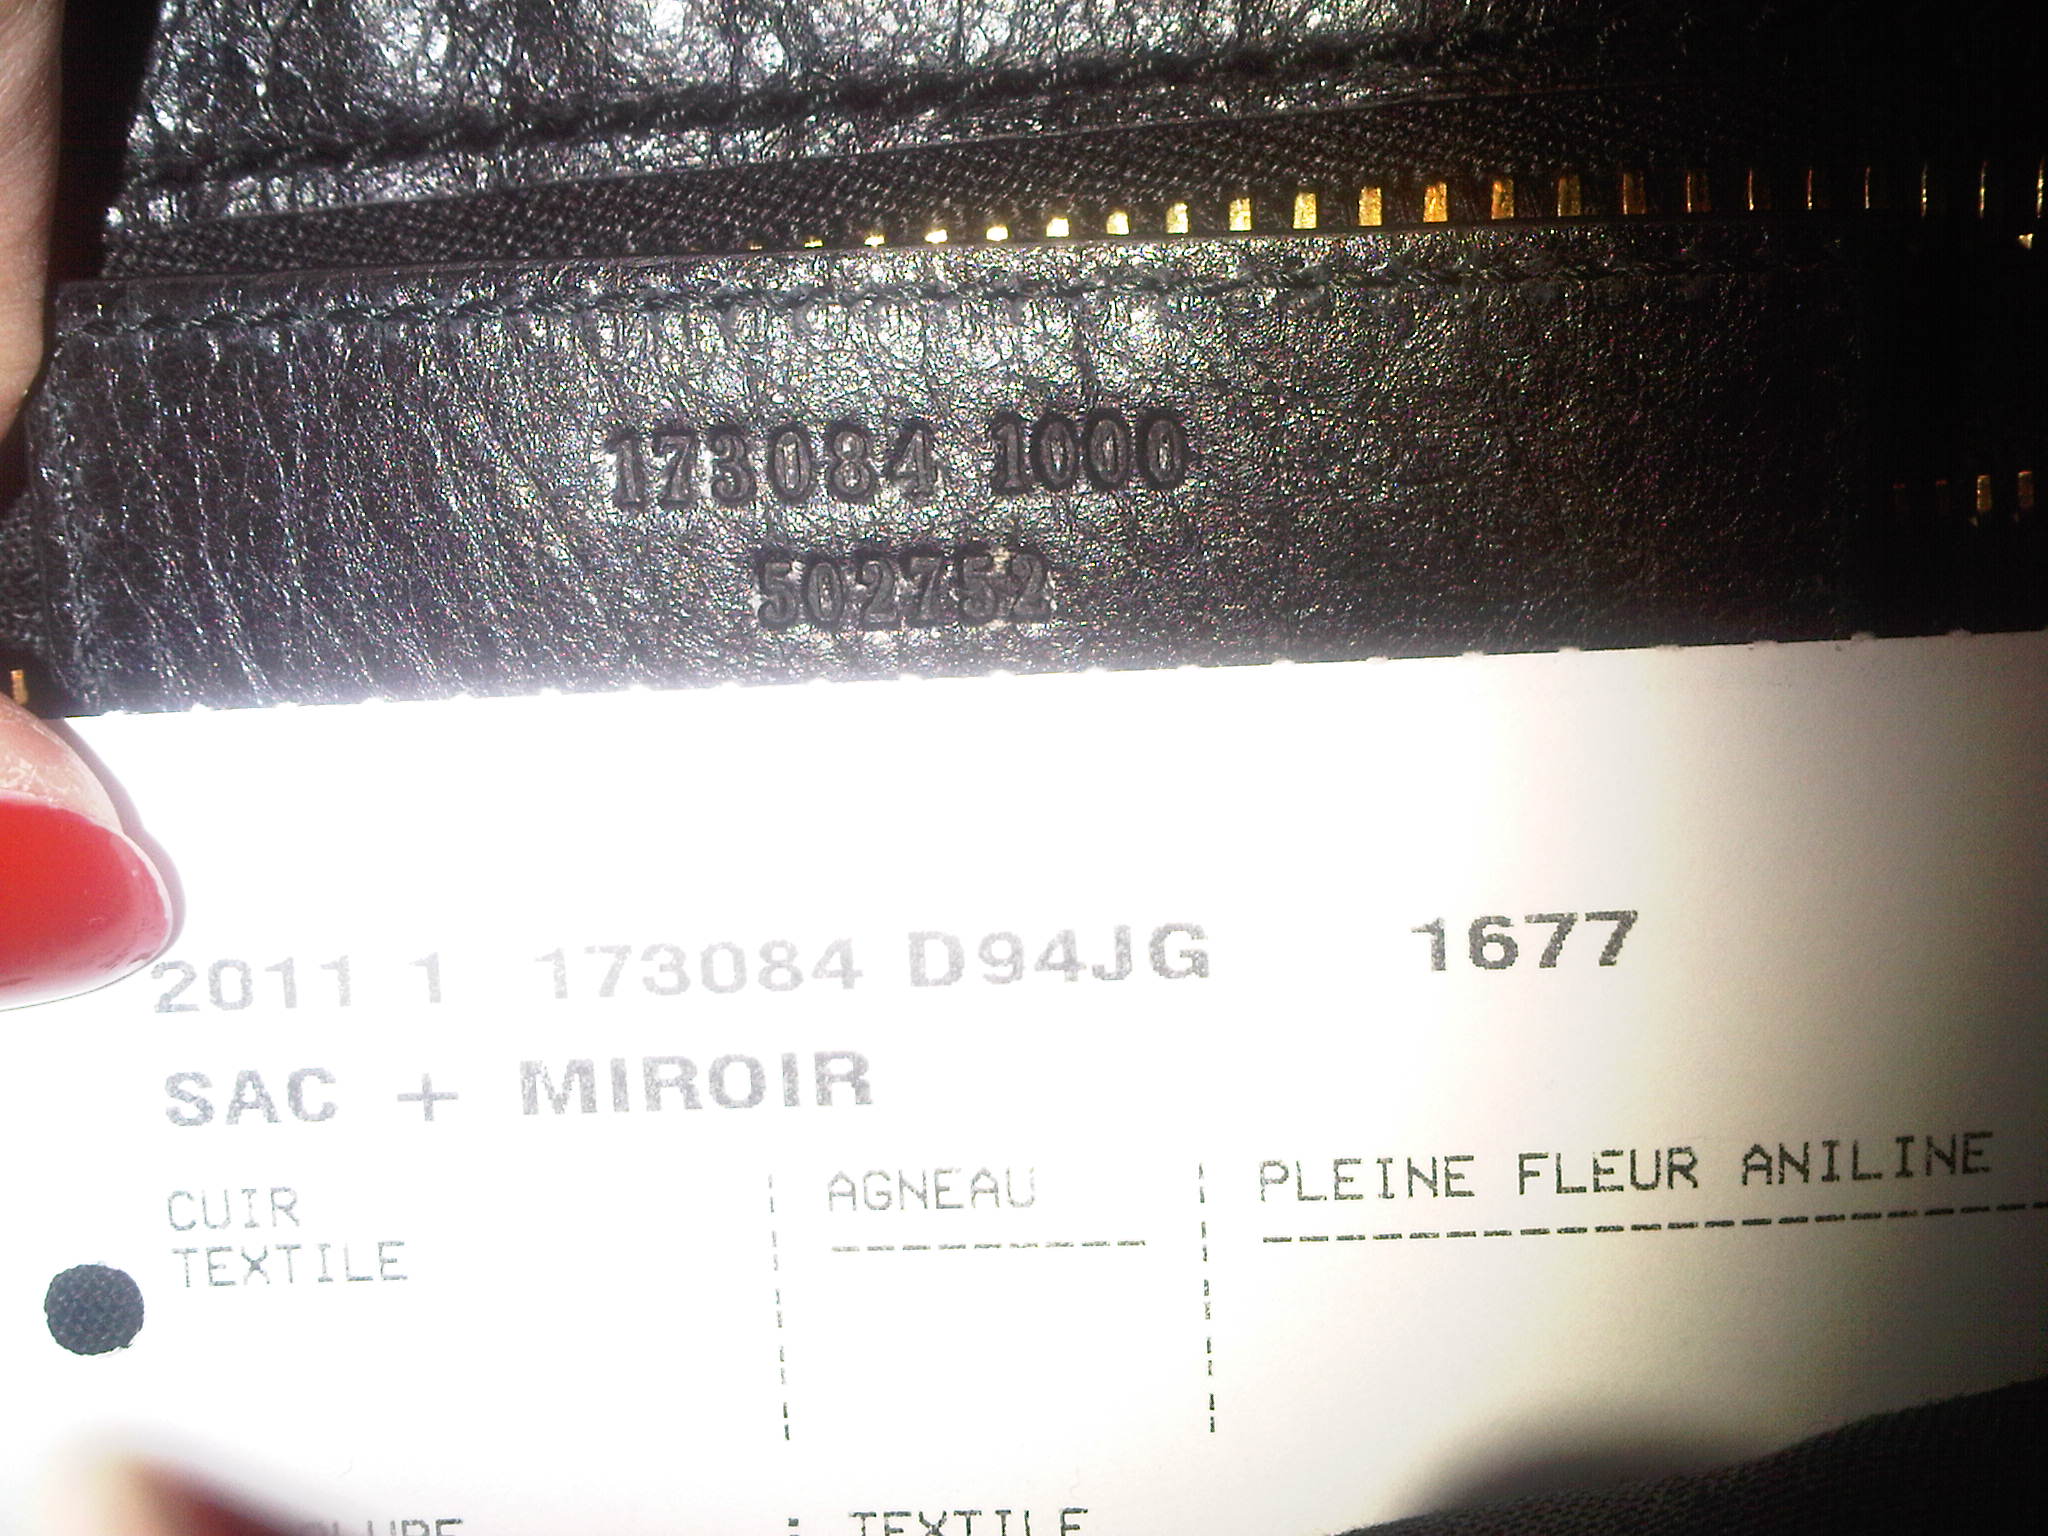 173084 1000
502752
2011 1 173084 D94JG 1677
SAC + MIROIR
CUIR AGNEAU PLEINE FLEUR ANILINE
TEXTILE
TEXTILE